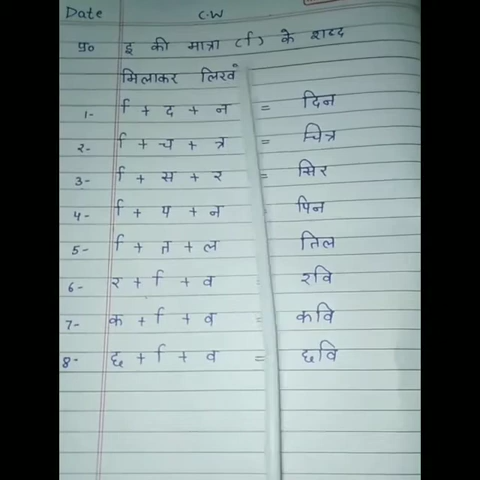 Date C.W
प्र० इ की मात्रा (ि) के शब्द
मिलाकर लिखें
1- ि + द + न = दिन
2- ि + च + त्र = चित्र
3- ि + स + र = सिर
4- ि + प + न = पिन
5- ि + त + ल तिल
6- र + ि + व = रवि
7- क + ि + व = कवि
8- छ + ि + व = छवि